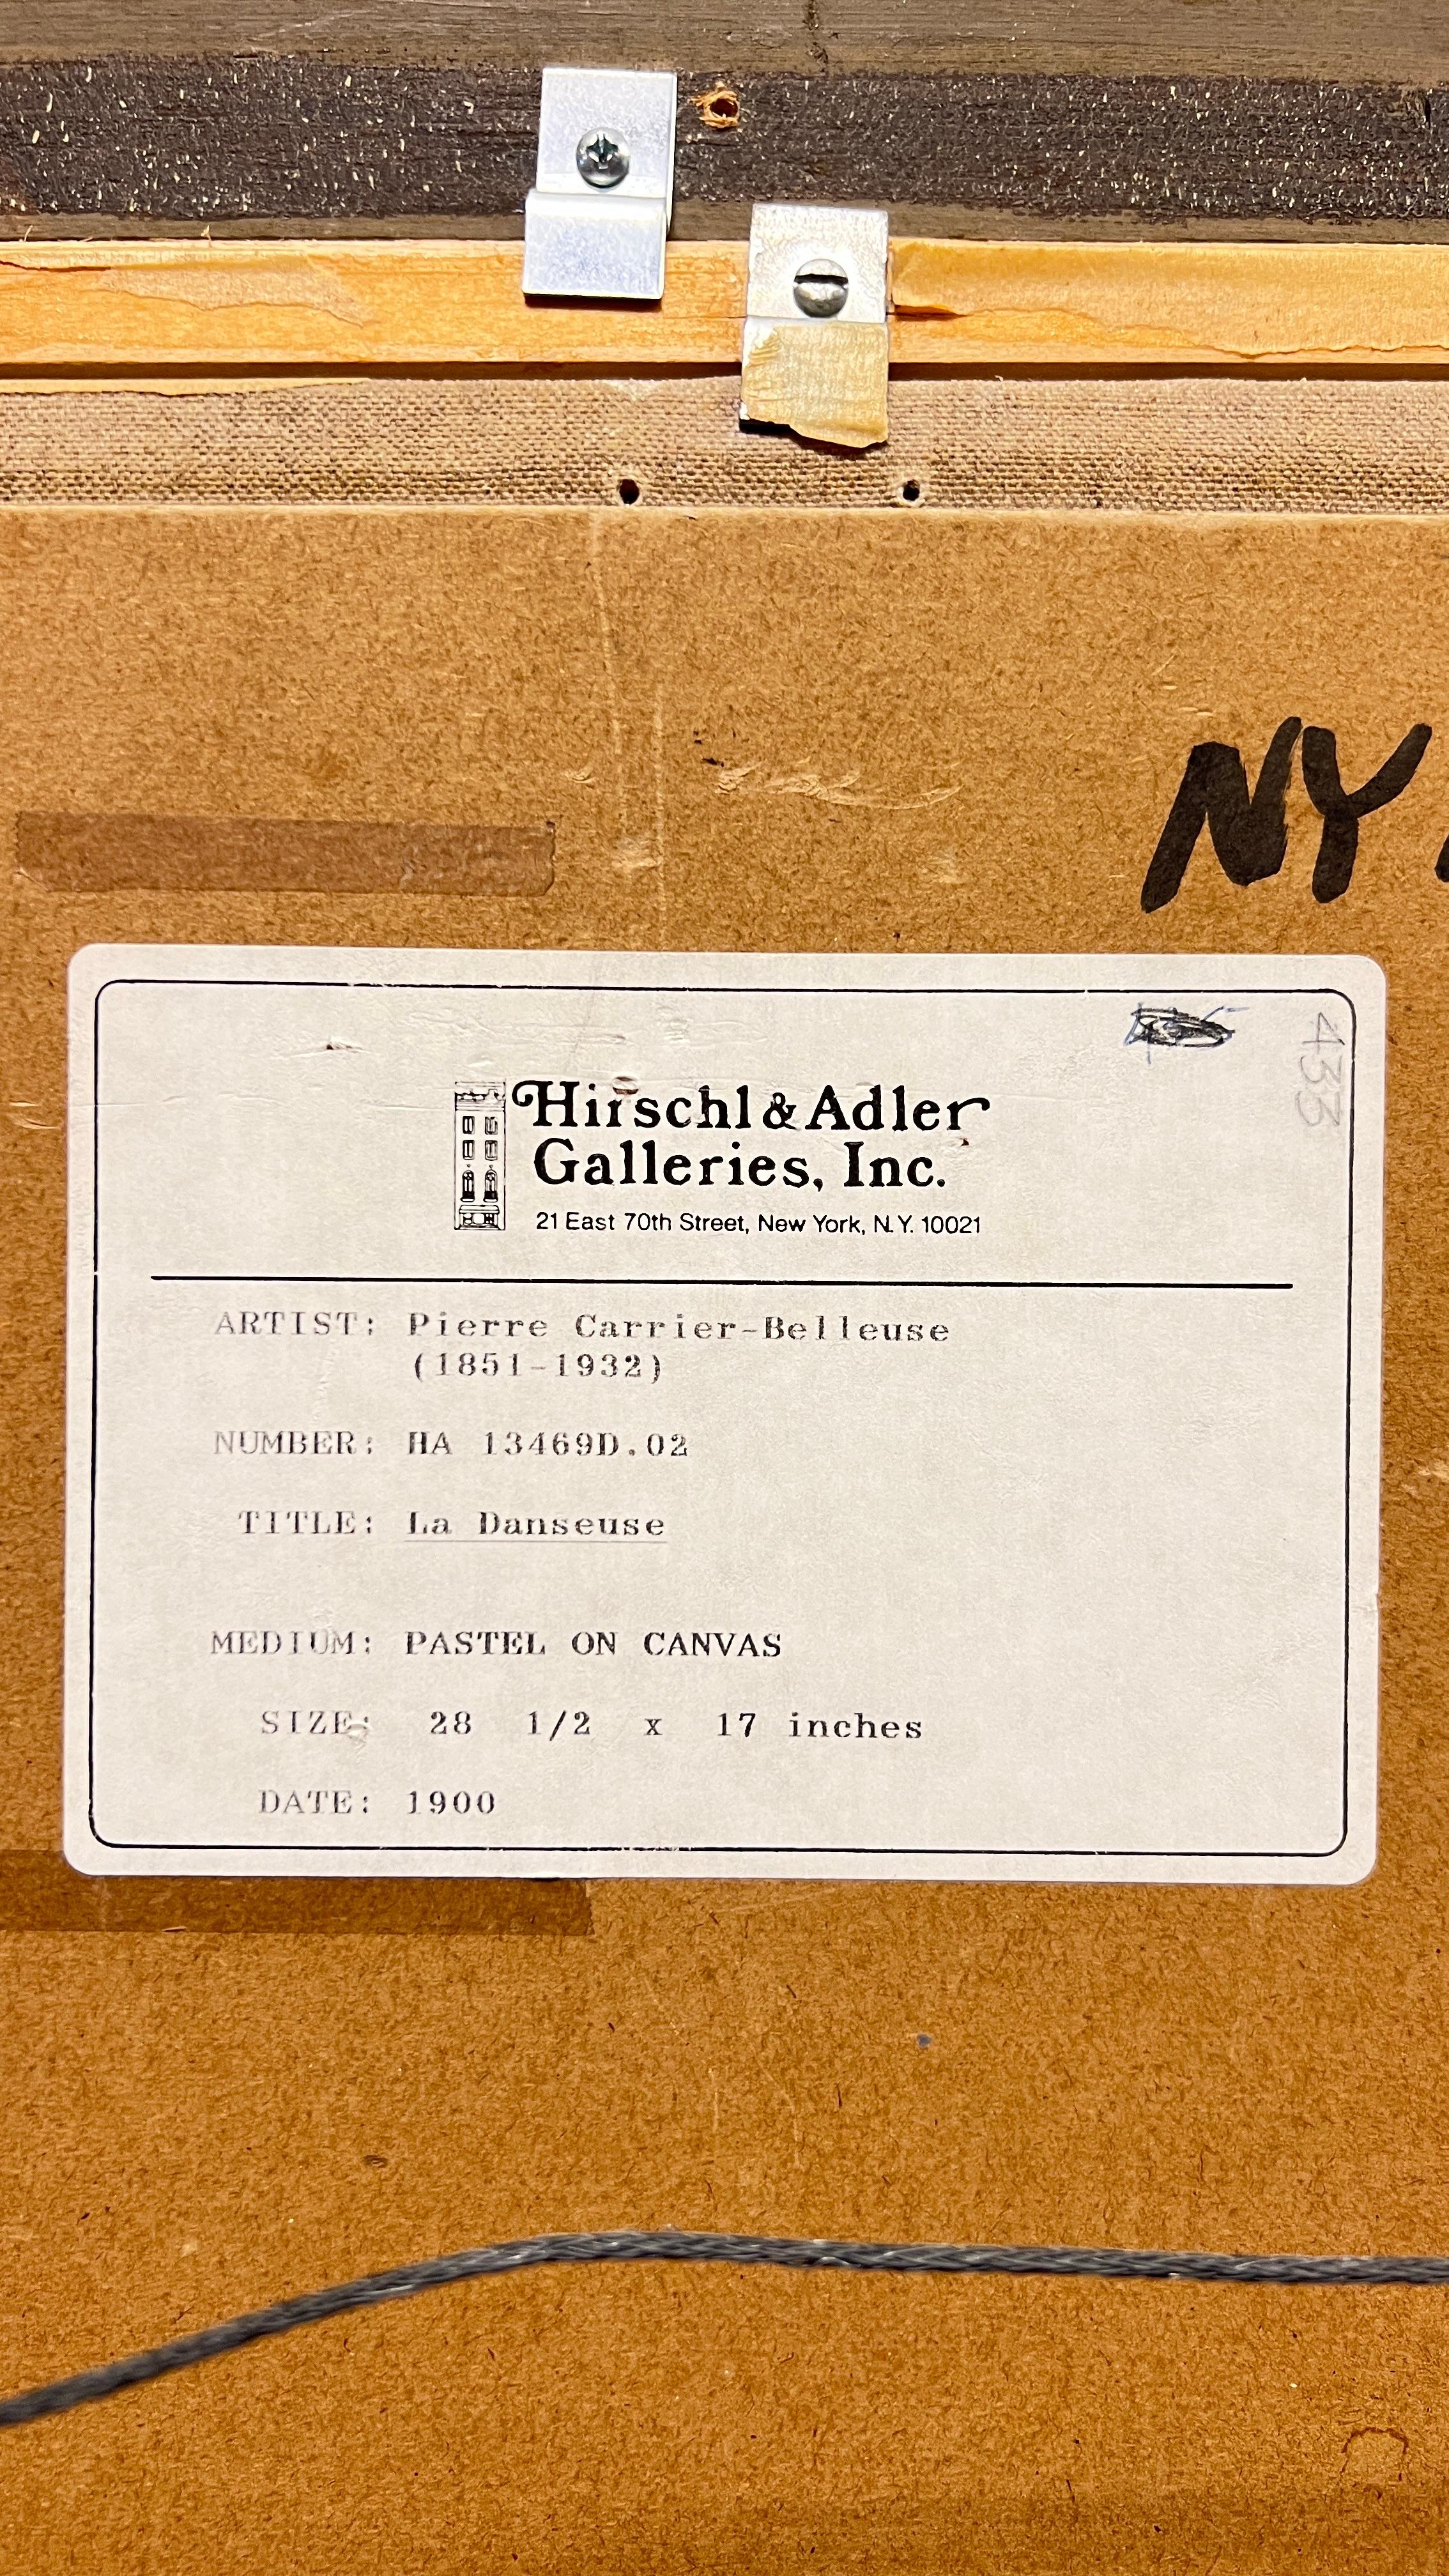 NY
433
Hirschl & Adler
Galleries, Inc.
21 East 70th Street, New York, N.Y. 10021
ARTIST: Pierre Carrier-Belleuse
(1851-1932)
NUMBER: HA 13469D.02
TITLE: La Danseuse
MEDIUM: PASTEL ON CANVAS
SIZE: 28 1/2 x 17 inches
DATE: 1900